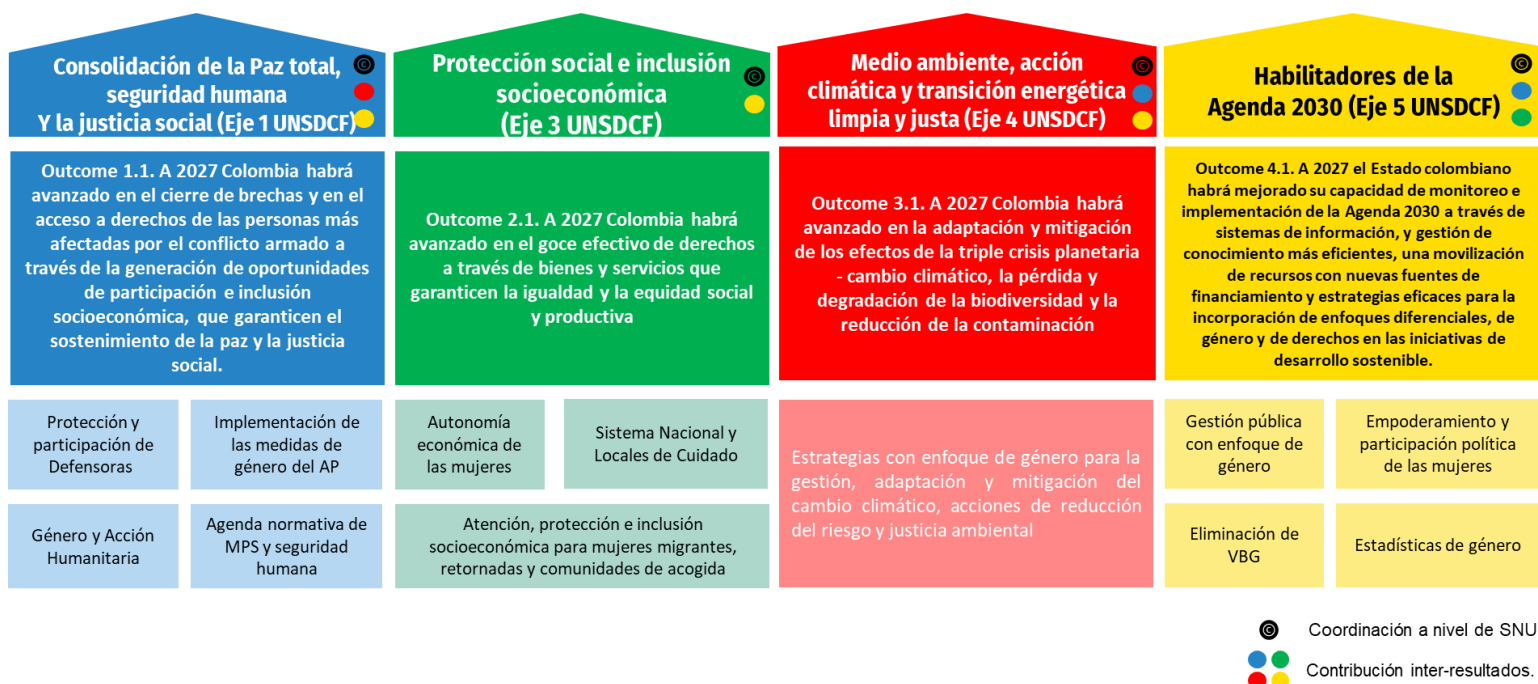 Consolidación de la Paz total,
seguridad humana
Y la justicia social (Eje 1 UNSDCF)
©
Outcome 1.1. A 2027 Colombia habrá
avanzado en el cierre de brechas y en el
acceso a derechos de las personas más
afectadas por el conflicto armado a
través de la generación de oportunidades
de participación e inclusión
socioeconómica, que garanticen el
sostenimiento de la paz y la justicia
social.
Protección y
participación de
Defensoras
Implementación de
las medidas de
género del AP
Género y Acción
Humanitaria
Agenda normativa de
MPS y seguridad
humana
Protección social e inclusión
socioeconómica
(Eje 3 UNSDCF)
©
Outcome 2.1. A 2027 Colombia habrá
avanzado en el goce efectivo de derechos
a través de bienes y servicios que
garanticen la igualdad y la equidad social
y productiva
Autonomía
económica de
las mujeres
Sistema Nacional y
Locales de Cuidado
Atención, protección e inclusión
socioeconómica para mujeres migrantes,
retornadas y comunidades de acogida
Medio ambiente, acción
climática y transición energética
limpia y justa (Eje 4 UNSDCF)
©
Outcome 3.1. A 2027 Colombia habrá
avanzado en la adaptación y mitigación
de los efectos de la triple crisis planetaria
- cambio climático, la pérdida y
degradación de la biodiversidad y la
reducción de la contaminación
Estrategias con enfoque de género para la
gestión, adaptación y mitigación del
cambio climático, acciones de reducción
del riesgo y justicia ambiental
Habilitadores de la
Agenda 2030 (Eje 5 UNSDCF)
©
Outcome 4.1. A 2027 el Estado colombiano
habrá mejorado su capacidad de monitoreo e
implementación de la Agenda 2030 a través de
sistemas de información, y gestión de
conocimiento más eficientes, una movilización
de recursos con nuevas fuentes de
financiamiento y estrategias eficaces para la
incorporación de enfoques diferenciales, de
género y de derechos en las iniciativas de
desarrollo sostenible.
Gestión pública
con enfoque de
género
Empoderamiento y
participación política
de las mujeres
Eliminación de
VBG
Estadísticas de género
© Coordinación a nivel de SNU
Contribución inter-resultados.